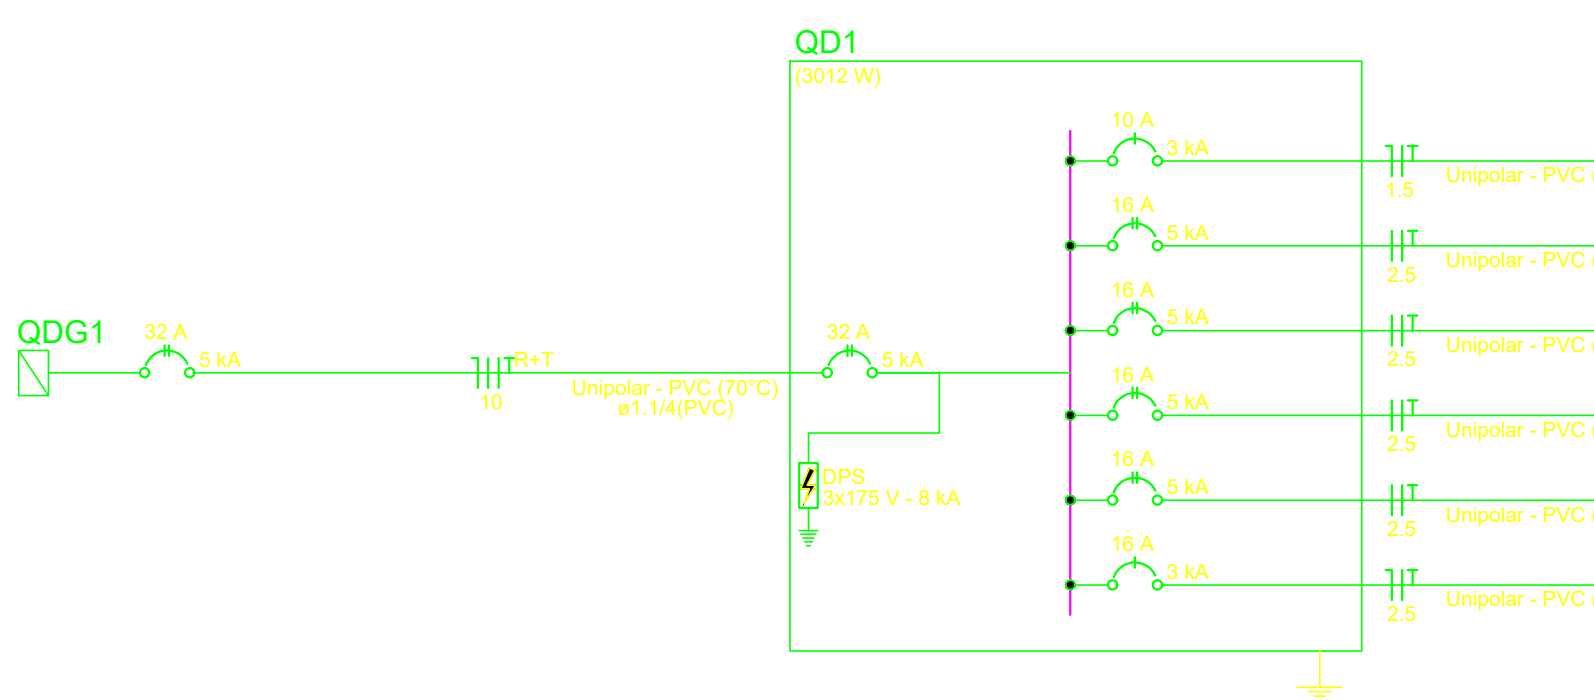 QD1
(3012 W)
10 A
3 kA
T
1.5
Unipolar - PVC (
16 A
5 kA
T
2.5
Unipolar - PVC (
16 A
5 kA
T
2.5
Unipolar - PVC (
QDG1
32 A
5 kA
T
R+T
10
Unipolar - PVC (70°C)
ø1.1/4(PVC)
32 A
5 kA
16 A
5 kA
T
2.5
Unipolar - PVC (
DPS
3x175 V - 8 kA
16 A
5 kA
T
2.5
Unipolar - PVC (
16 A
3 kA
T
2.5
Unipolar - PVC (